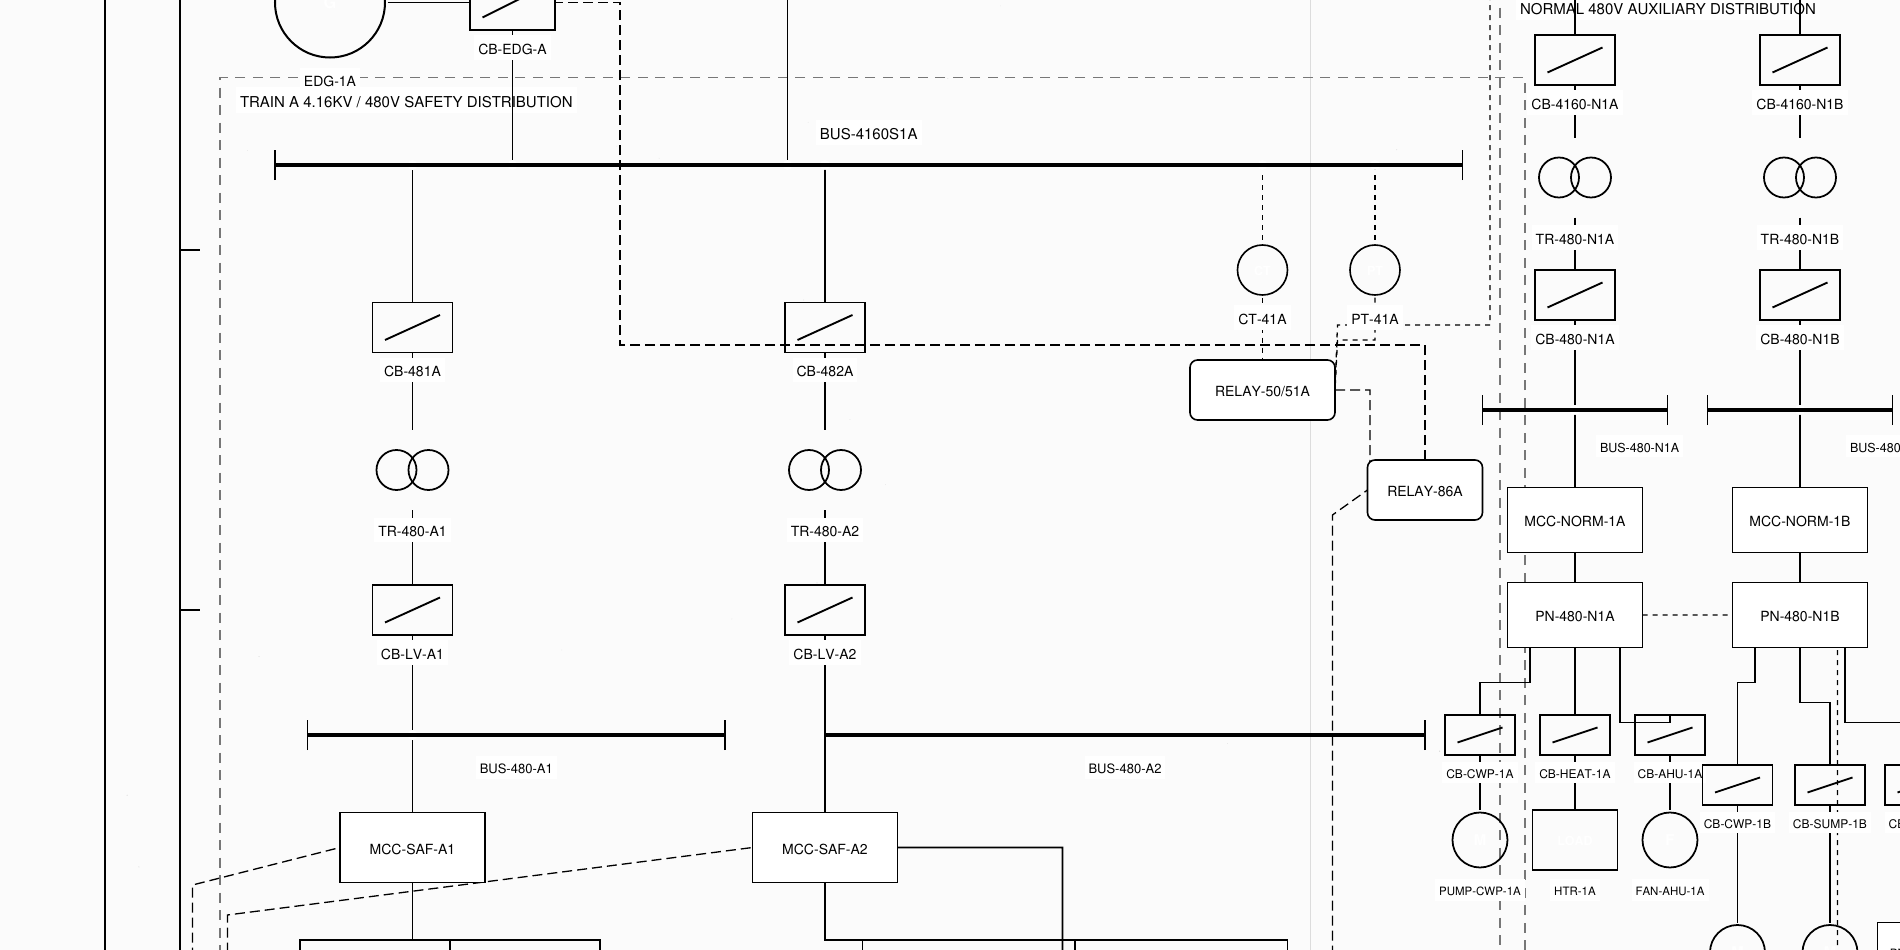 NORMAL 480V AUXILIARY DISTRIBUTION
CB-EDG-A
EDG-1A
TRAIN A 4.16KV / 480V SAFETY DISTRIBUTION
CB-4160-N1A
CB-4160-N1B
BUS-4160S1A
TR-480-N1A
TR-480-N1B
CT-41A
PT-41A
CB-480-N1A
CB-480-N1B
CB-481A
CB-482A
RELAY-50/51A
BUS-480-N1A
BUS-480
RELAY-86A
MCC-NORM-1A
MCC-NORM-1B
TR-480-A1
TR-480-A2
PN-480-N1A
PN-480-N1B
CB-LV-A1
CB-LV-A2
BUS-480-A1
BUS-480-A2
CB-CWP-1A
CB-HEAT-1A
CB-AHU-1A
CB-CWP-1B
CB-SUMP-1B
MCC-SAF-A1
MCC-SAF-A2
PUMP-CWP-1A
HTR-1A
FAN-AHU-1A